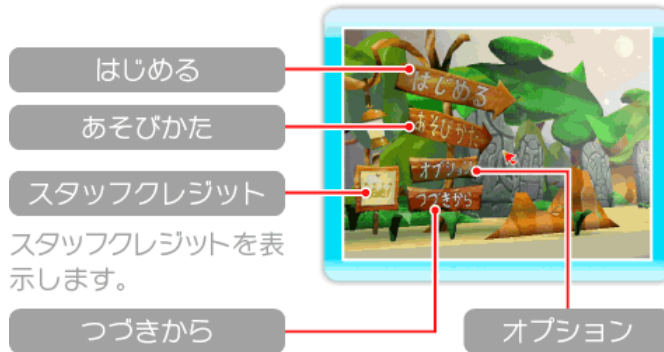 はじめる
あそびかた
スタッフクレジット
スタッフクレジットを表
示します。
つづきから
オプション
はじめる
あそびかた
オプション
つづきから